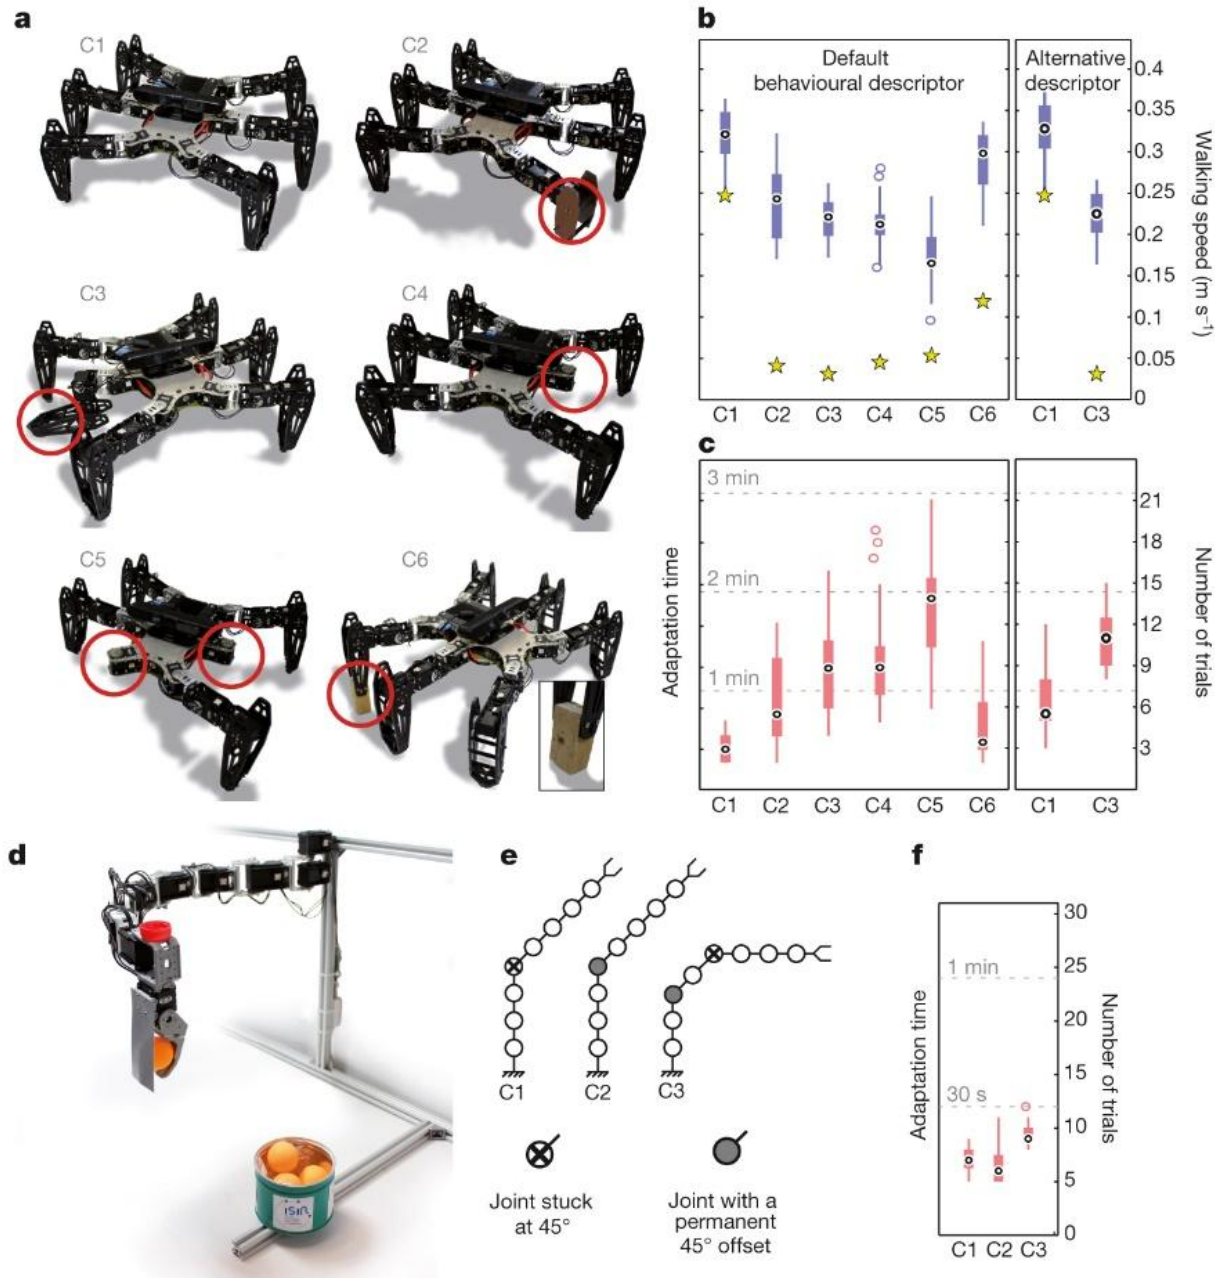 a
C1
C2
C3
C4
C5
C6
b
Default
behavioural descriptor
Alternative
descriptor
0.4
0.35
0.3
0.25
0.2
0.15
0.1
0.05
0
Walking speed (m s⁻¹)
C1 C2 C3 C4 C5 C6
C1 C3
c
3 min
2 min
1 min
Adaptation time
21
18
15
12
9
6
3
Number of trials
C1 C2 C3 C4 C5 C6
C1 C3
d
ISIR
e
C1 C2 C3
Joint stuck
at 45°
Joint with a
permanent
45° offset
f
1 min
30 s
Adaptation time
30
25
20
15
10
5
0
Number of trials
C1 C2 C3